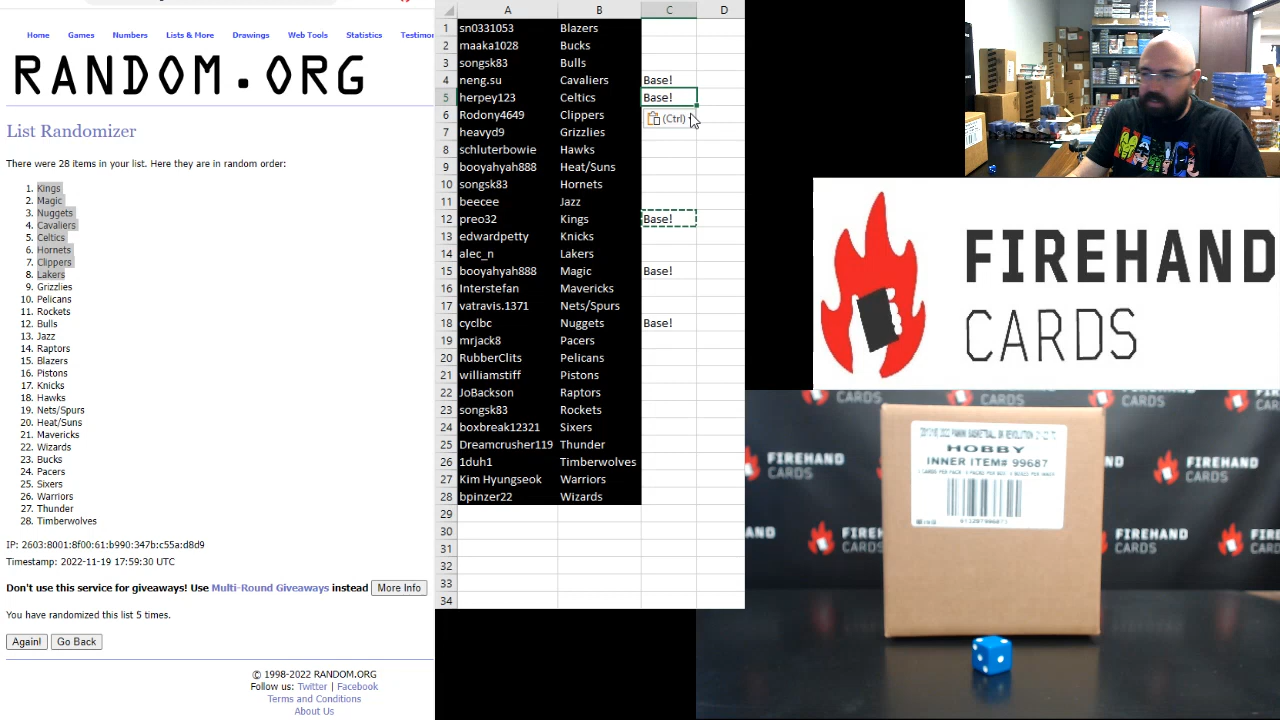 Home Games Numbers Lists & More Drawings Web Tools Statistics Testimor
RANDOM.ORG
List Randomizer
There were 28 items in your list. Here they are in random order:
1. Kings
2. Magic
3. Nuggets
4. Cavaliers
5. Celtics
6. Hornets
7. Clippers
8. Lakers
9. Grizzlies
10. Pelicans
11. Rockets
12. Bulls
13. Jazz
14. Raptors
15. Blazers
16. Pistons
17. Knicks
18. Hawks
19. Nets/Spurs
20. Heat/Suns
21. Mavericks
22. Wizards
23. Bucks
24. Pacers
25. Sixers
26. Warriors
27. Thunder
28. Timberwolves
IP: 2603:8001:8f00:61:b990:347b:c55a:d8d9
Timestamp: 2022-11-19 17:59:30 UTC
Don't use this service for giveaways! Use Multi-Round Giveaways instead More Info
You have randomized this list 5 times.
Again! Go Back
© 1998-2022 RANDOM.ORG
Follow us: Twitter | Facebook
Terms and Conditions
About Us
A B C D
1 sn0331053 Blazers
2 maaka1028 Bucks
3 songsk83 Bulls
4 neng.su Cavaliers Base!
5 herpey123 Celtics Base!
6 Rodony4649 Clippers (Ctrl)
7 heavyd9 Grizzlies
8 schluterbowie Hawks
9 booyahyah888 Heat/Suns
10 songsk83 Hornets
11 beecee Jazz
12 preo32 Kings Base!
13 edwardpetty Knicks
14 alec_n Lakers
15 booyahyah888 Magic Base!
16 Interstefan Mavericks
17 vatravis.1371 Nets/Spurs
18 cyclbc Nuggets Base!
19 mrjack8 Pacers
20 RubberClits Pelicans
21 williamstiff Pistons
22 JoBackson Raptors
23 songsk83 Rockets
24 boxbreak12321 Sixers
25 Dreamcrusher119 Thunder
26 1duh1 Timberwolves
27 Kim Hyungseok Warriors
28 bpinzer22 Wizards
29
30
31
32
33
34
FIREHAND
CARDS
HOBBY
INNER ITEM# 99687
FIREHAND
CARDS
FIREHAND
CARDS